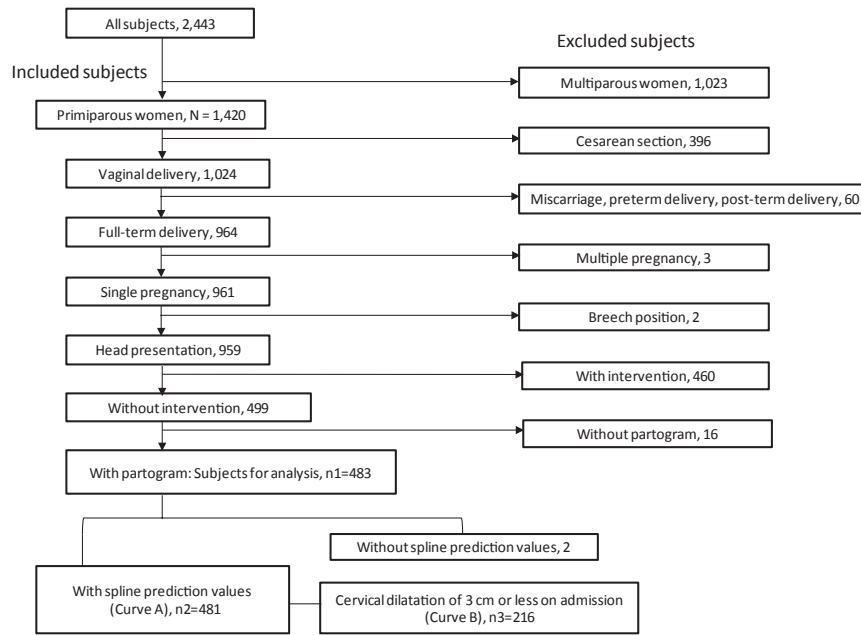 All subjects, 2,443
Excluded subjects
Included subjects
Multiparous women, 1,023
Primiparous women, N = 1,420
Cesarean section, 396
Vaginal delivery, 1,024
Miscarriage, preterm delivery, post-term delivery, 60
Full-term delivery, 964
Multiple pregnancy, 3
Single pregnancy, 961
Breech position, 2
Head presentation, 959
With intervention, 460
Without intervention, 499
Without partogram, 16
With partogram: Subjects for analysis, n1=483
Without spline prediction values, 2
With spline prediction values
(Curve A), n2=481
Cervical dilatation of 3 cm or less on admission
(Curve B), n3=216